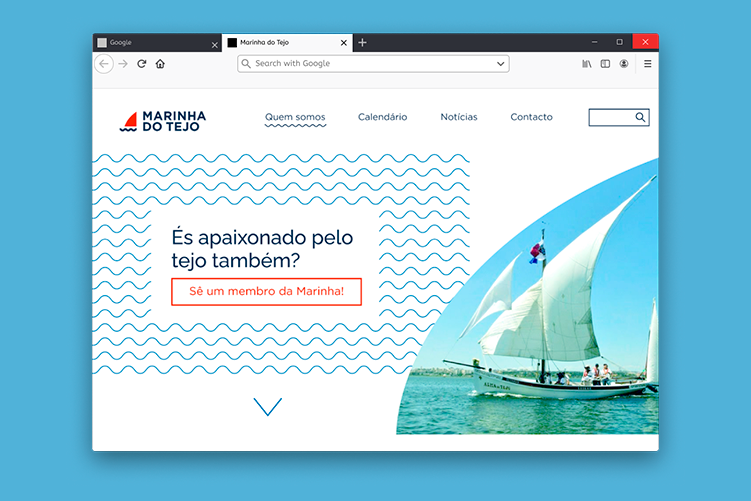 Google
Marinha do Tejo
Search with Google
MARINHA
DO TEJO
Quem somos
Calendário
Notícias
Contacto
És apaixonado pelo
tejo também?
Sê um membro da Marinha!